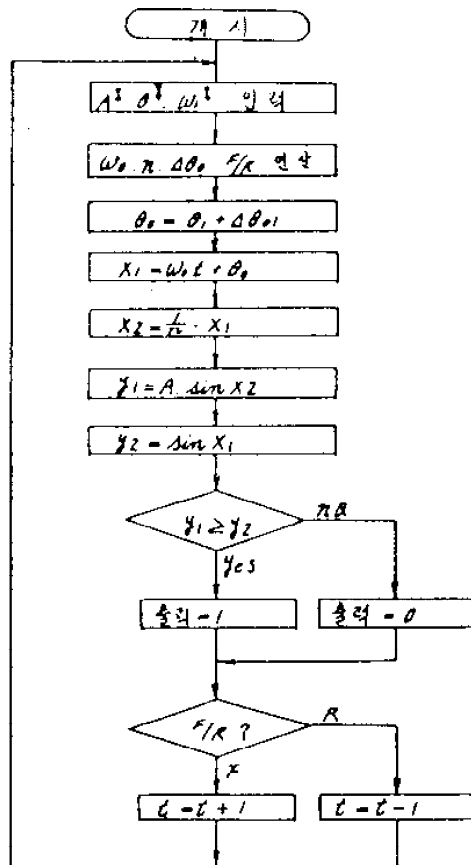 개 시
A* θ* ω₁* 입 력
ω₀. n. Δθ₀ F/R 연 산
θ₀ = θ₁ + Δθ₀₁
X₁ = ω₀t + θ₀
X₂ = 1/n · X₁
y₁ = A. sin X₂
y₂ = sin X₁
y₁ ≥ y₂
no
yes
출력 = 1
출력 = 0
F/R ?
R
F
t = t + 1
t = t - 1